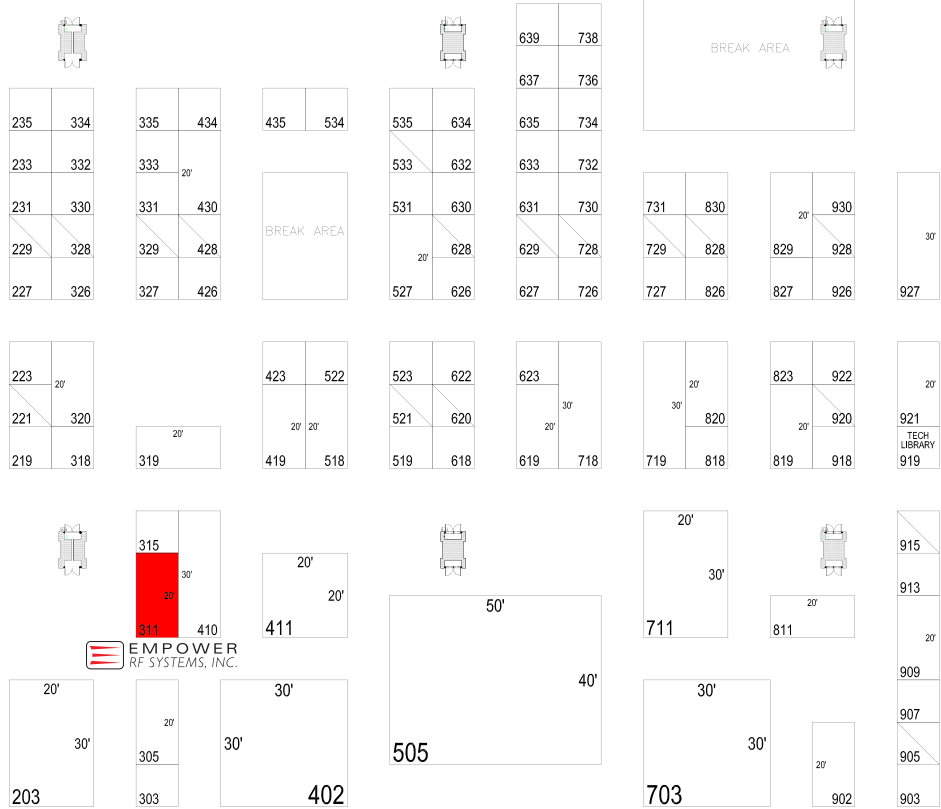 639 738
BREAK AREA
637 736
235 334 335 434 435 534 535 634 635 734
233 332 333 20' 533 632 633 732
231 330 331 430 531 630 631 730 731 830 20' 930
BREAK AREA 30'
229 328 329 428 20' 628 629 728 729 828 829 928
227 326 327 426 527 626 627 726 727 826 827 926 927
223 20' 423 522 523 622 623 20' 823 922 20'
30' 30'
221 320 20' 20' 20' 521 620 20' 820 20' 920 921
TECH
LIBRARY
219 318 319 419 518 519 618 619 718 719 818 819 918 919
20'
315 915
20' 30' 30'
20' 20' 913
50' 20'
311 410 411 711 811 20'
EMPOWER
RF SYSTEMS, INC.
40' 909
20' 30' 30'
20' 907
30' 305 30' 505 30' 20' 905
203 303 402 703 902 903